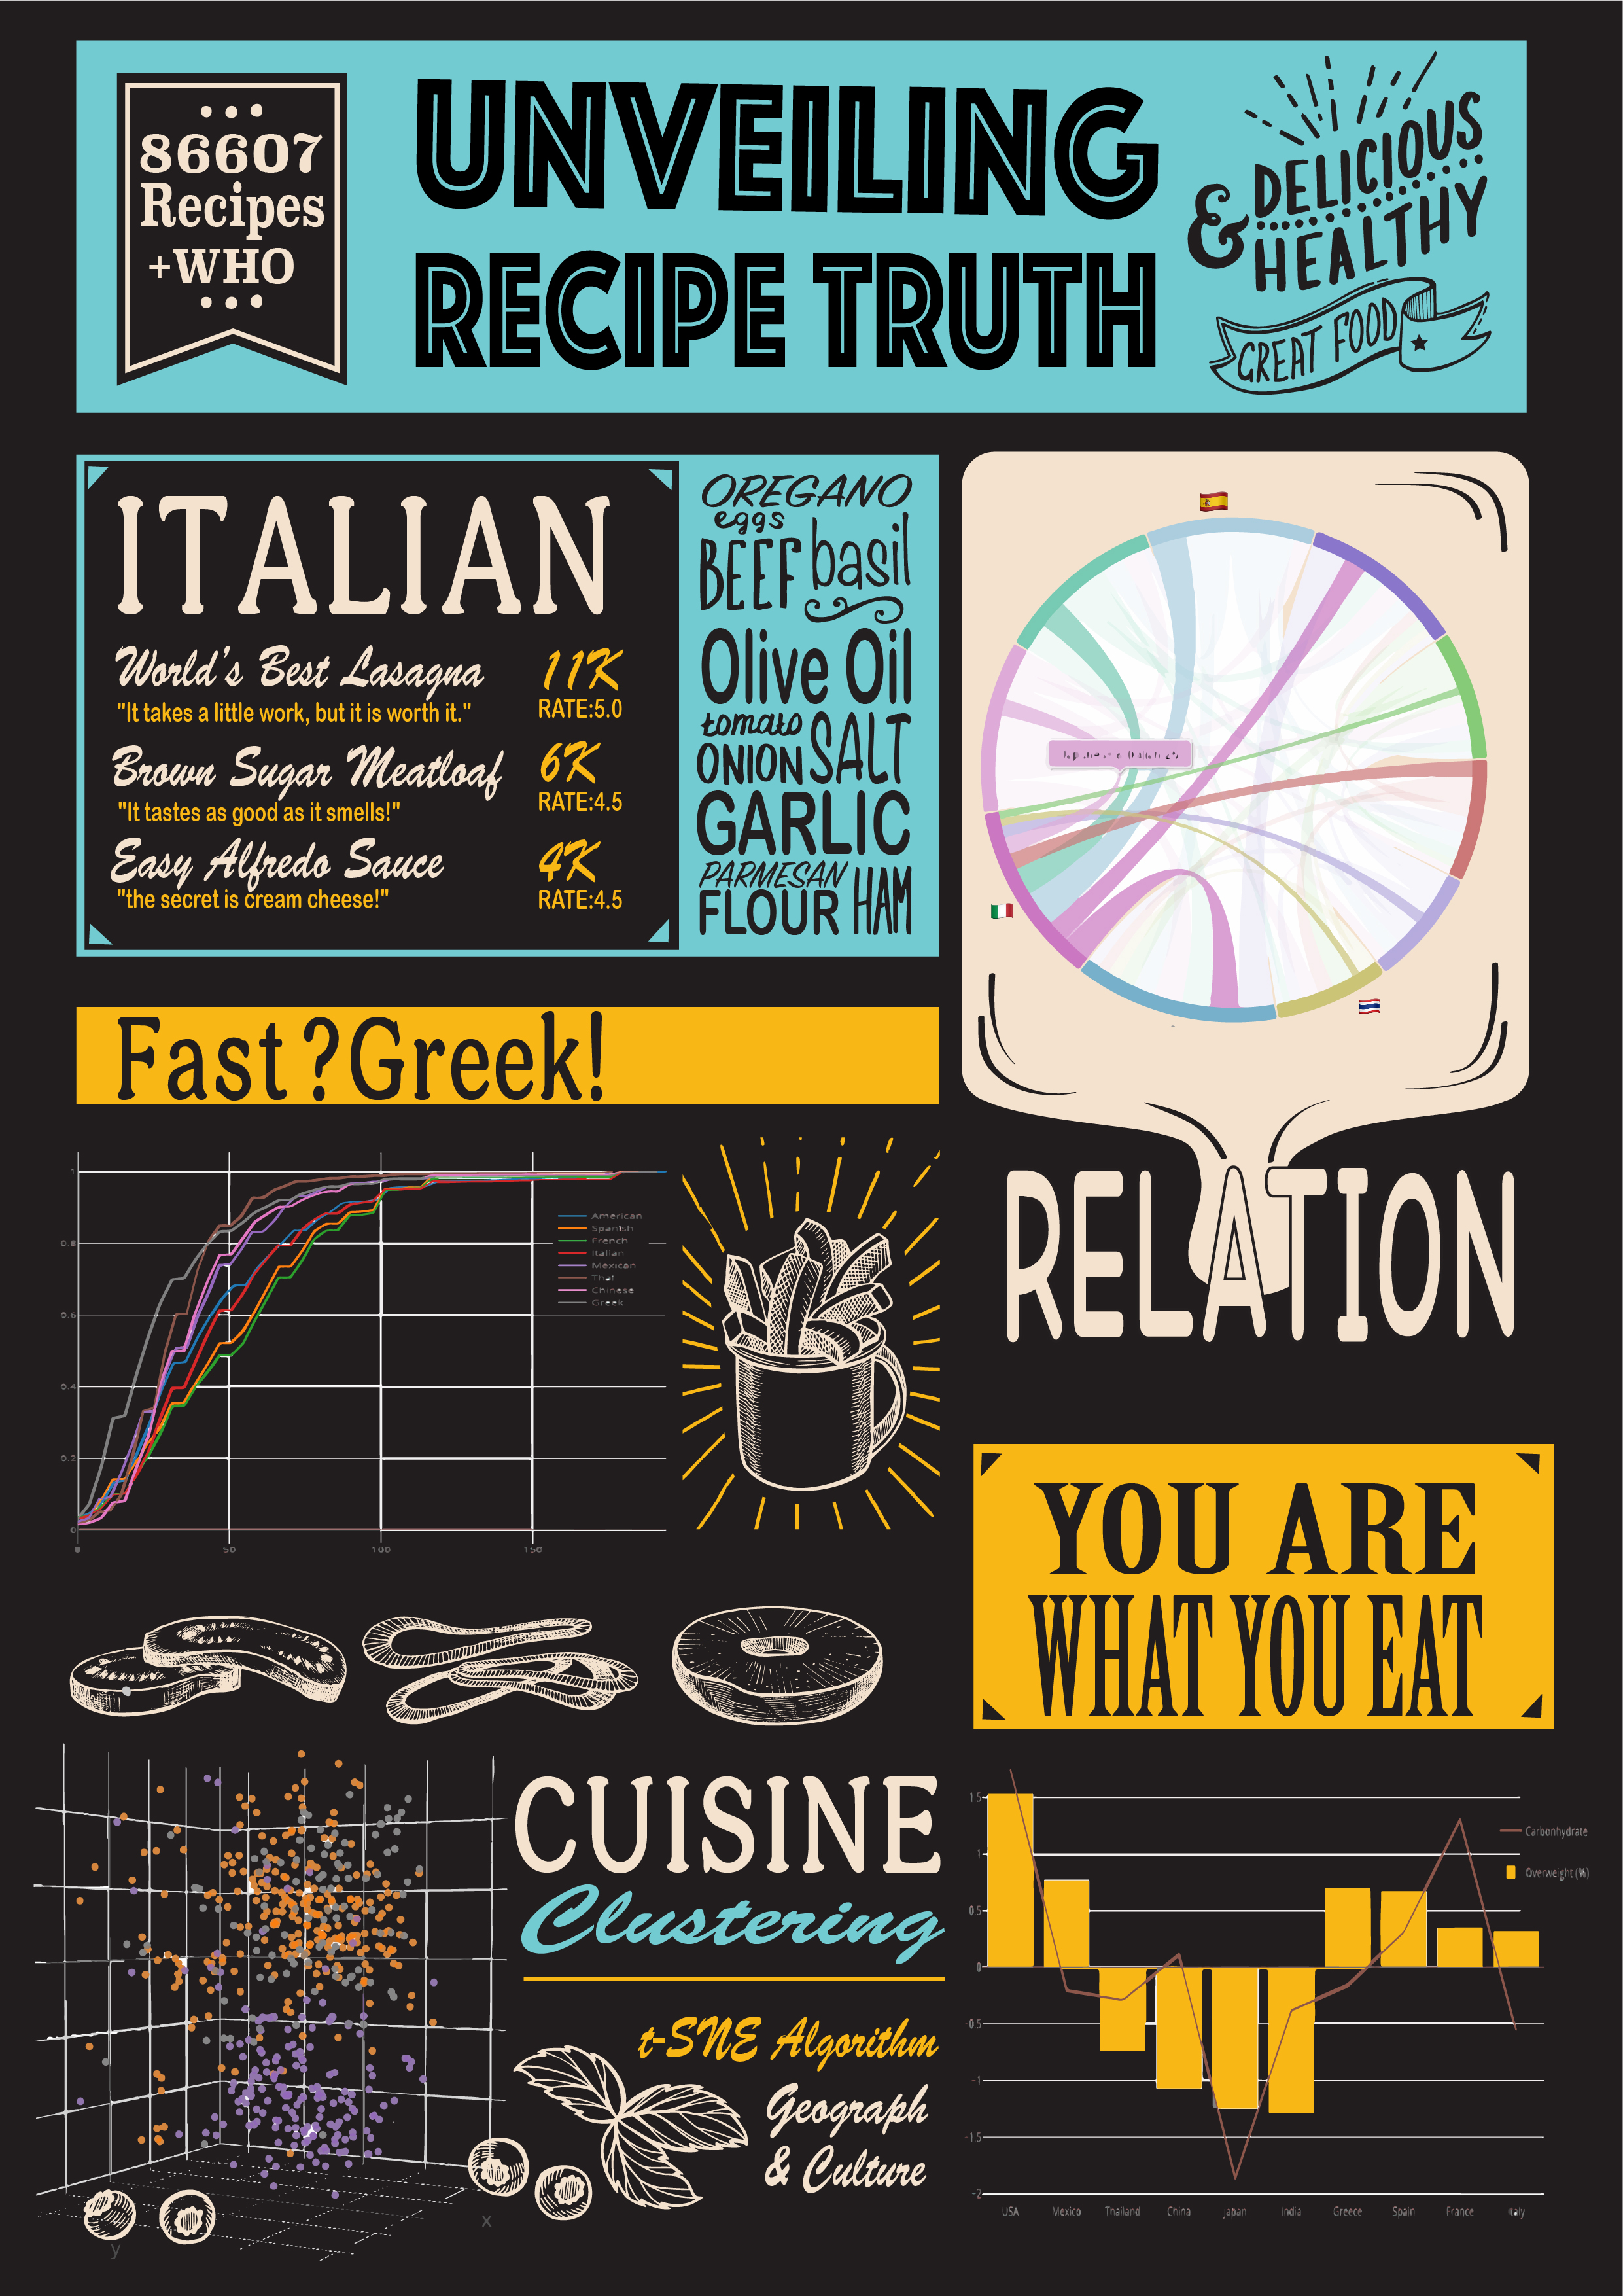 86607
Recipes
+WHO
UNVEILING
RECIPE TRUTH
& DELICIOUS
HEALTHY
GREAT FOOD
ITALIAN
World's Best Lasagna
11K
"It takes a little work, but it is worth it."
RATE:5.0
Brown Sugar Meatloaf
6K
"It tastes as good as it smells!"
RATE:4.5
Easy Alfredo Sauce
4K
"the secret is cream cheese!"
RATE:4.5
OREGANO
eggs
BEEF basil
Olive Oil
tomato
ONION SALT
GARLIC
PARMESAN
FLOUR HAM
RELATION
Fast?Greek!
1
0.8
0.6
0.4
0.2
0
0
50
100
150
American
Spanish
French
Italian
Mexican
Thai
Chinese
Greek
YOU ARE
WHAT YOU EAT
CUISINE
Clustering
t-SNE Algorithm
Geograph
& Culture
y
x
1.5
1
0.5
0
-0.5
-1
-1.5
-2
Carbonhydrate
Overweight (%)
USA
Mexico
Thailand
China
Japan
India
Greece
Spain
France
Italy